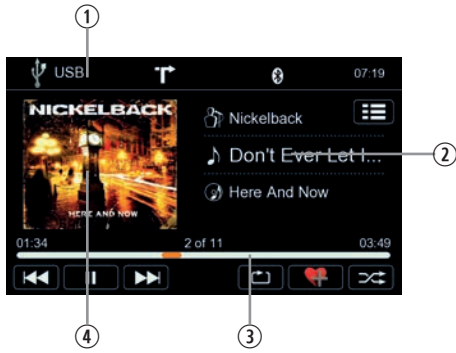 ①
USB
07:19
NICKELBACK
HERE AND NOW
Nickelback
Don't Ever Let I...
②
Here And Now
01:34
2 of 11
03:49
④
③